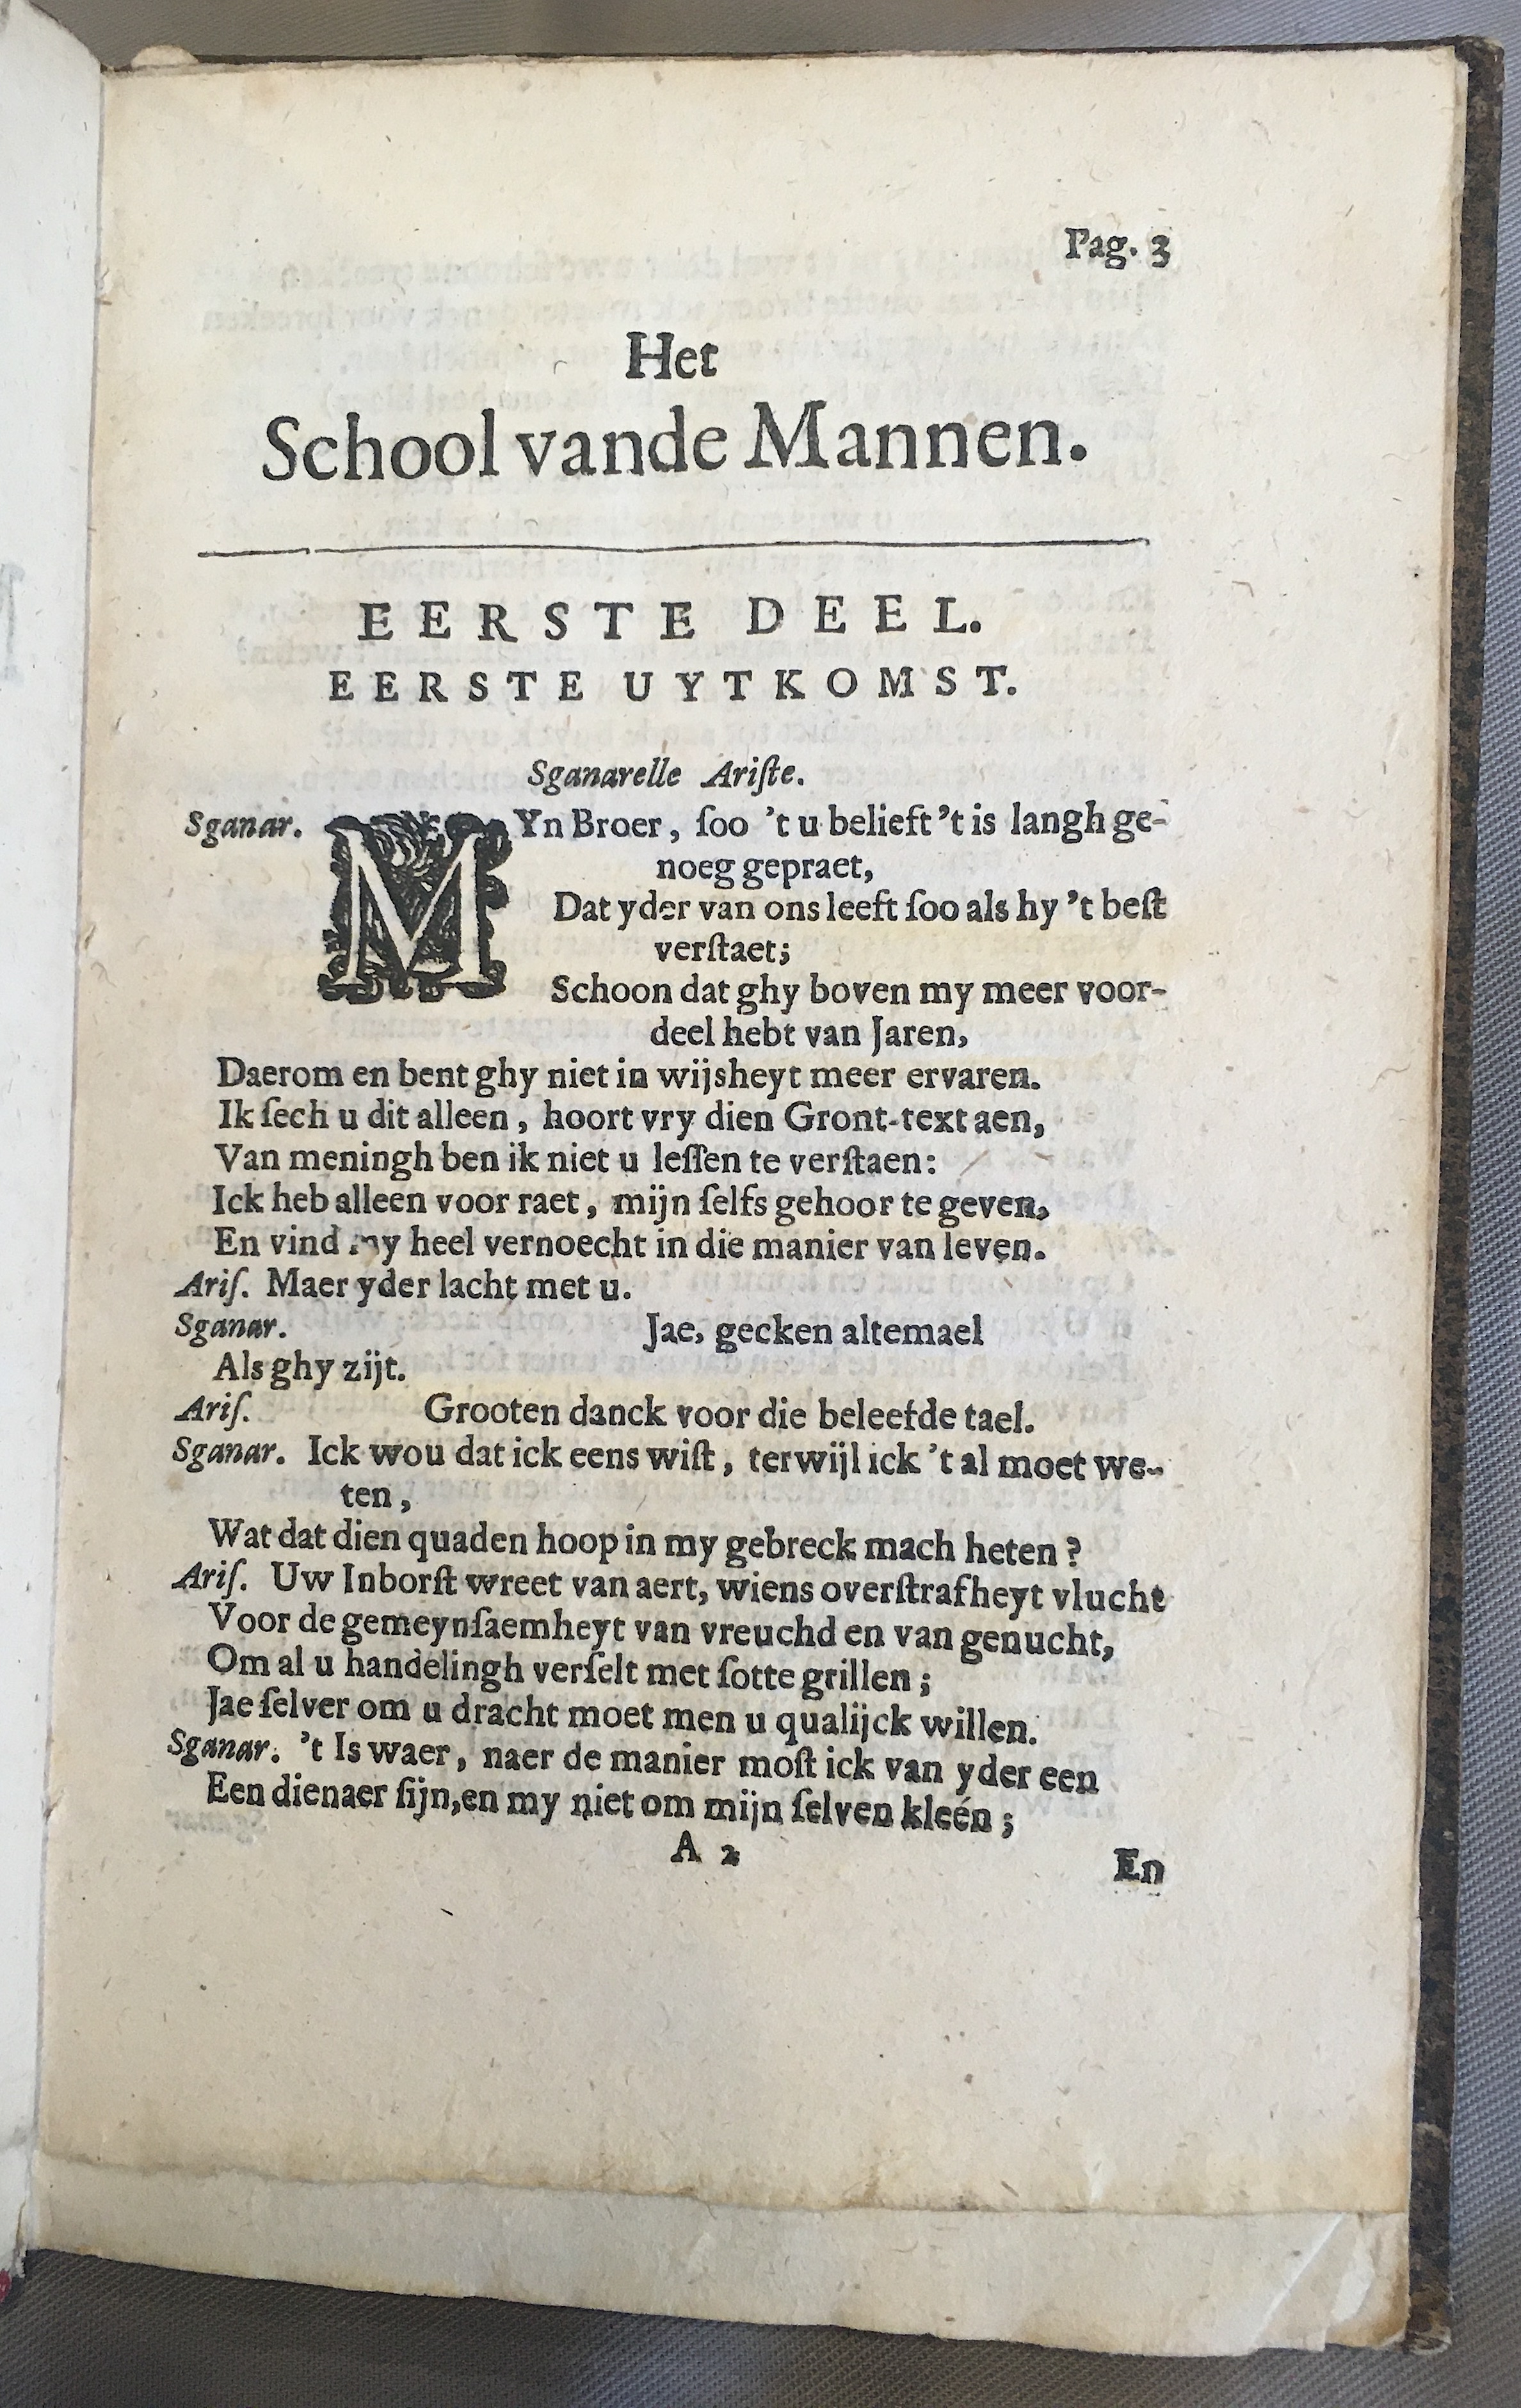 Pag. 3
Het
School vande Mannen.
EERSTE DEEL.
EERSTE UYTKOMST.
Sganarelle Ariſte.
Sganar. MYn Broer, ſoo 't u belieft 't is langh ge-
noeg gepraet,
Dat yder van ons leeft ſoo als hy 't beſt
verſtaet;
Schoon dat ghy boven my meer voor-
deel hebt van Jaren,
Daerom en bent ghy niet in wijsheyt meer ervaren.
Ik ſech u dit alleen, hoort vry dien Gront-text aen,
Van meningh ben ik niet u leſſen te verſtaen:
Ick heb alleen voor raet, mijn ſelfs gehoor te geven,
En vind my heel vernoecht in die manier van leven.
Ariſ. Maer yder lacht met u.
Sganar. Jae, gecken altemael
Als ghy zijt.
Ariſ. Grooten danck voor die beleefde tael.
Sganar. Ick wou dat ick eens wiſt, terwijl ick 't al moet we-
ten,
Wat dat dien quaden hoop in my gebreck mach heten?
Ariſ. Uw Inborſt wreet van aert, wiens overſtrafheyt vlucht
Voor de gemeynſaemheyt van vreuchd en van genucht,
Om al u handelingh verſelt met ſotte grillen;
Jae ſelver om u dracht moet men u qualijck willen.
Sganar. 't Is waer, naer de manier moſt ick van yder een
Een dienaer ſijn, en my niet om mijn ſelven kleén;
A 2
En